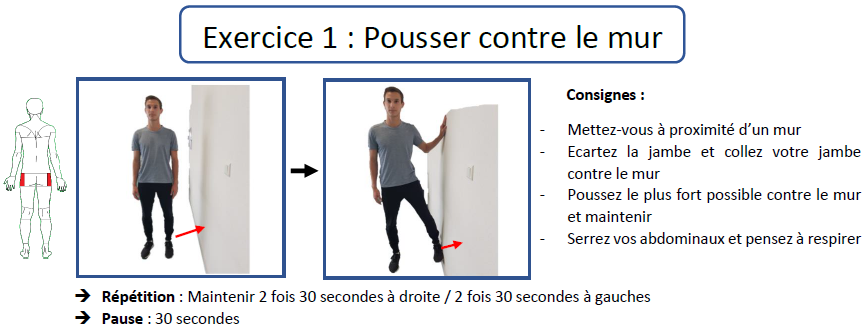 Exercice 1 : Pousser contre le mur
Consignes :
- Mettez-vous à proximité d’un mur
- Ecartez la jambe et collez votre jambe
contre le mur
- Poussez le plus fort possible contre le mur
et maintenir
- Serrez vos abdominaux et pensez à respirer
➔ Répétition : Maintenir 2 fois 30 secondes à droite / 2 fois 30 secondes à gauches
➔ Pause : 30 secondes